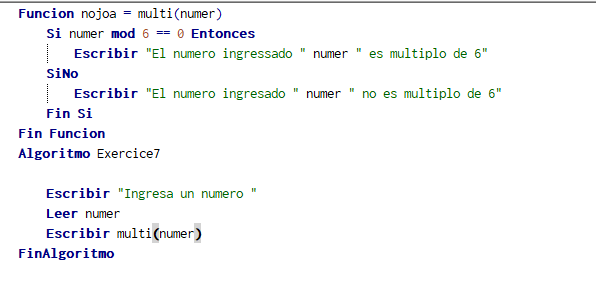 Funcion nojoa = multi(numer)
Si numer mod 6 == 0 Entonces
Escribir "El numero ingressado " numer " es multiplo de 6"
SiNo
Escribir "El numero ingresado " numer " no es multiplo de 6"
Fin Si
Fin Funcion
Algoritmo Exercice7
Escribir "Ingresa un numero "
Leer numer
Escribir multi(numer)
FinAlgoritmo